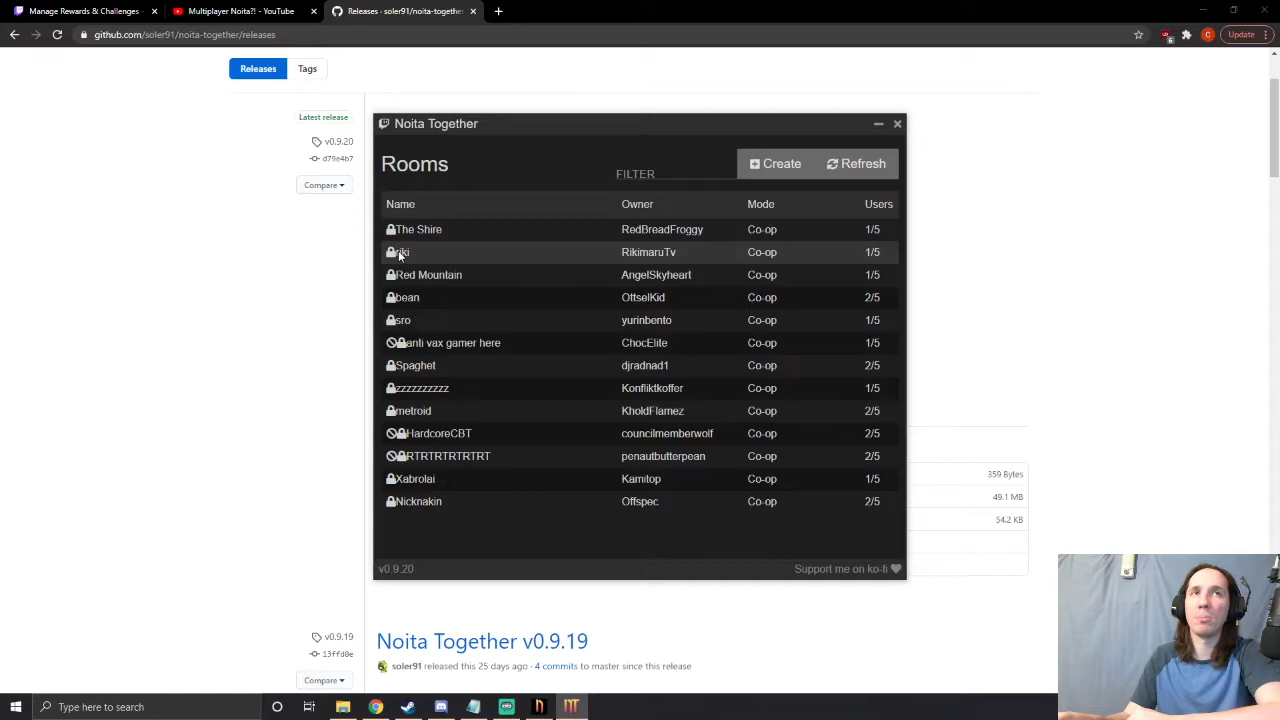 Manage Rewards & Challenges -
Multiplayer Noita?! - YouTube
Releases · soler91/noita-together
github.com/soler91/noita-together/releases
6
C
Update
Releases
Tags
Latest release
v0.9.20
d79e4b7
Compare
Noita Together
Rooms
FILTER
Create
Refresh
Name Owner Mode Users
The Shire RedBreadFroggy Co-op 1/5
riki RikimaruTv Co-op 1/5
Red Mountain AngelSkyheart Co-op 1/5
bean OttselKid Co-op 2/5
sro yurinbento Co-op 1/5
anti vax gamer here ChocElite Co-op 1/5
Spaghet djradnad1 Co-op 2/5
zzzzzzzzzz Konfliktkoffer Co-op 1/5
metroid KholdFlamez Co-op 2/5
HardcoreCBT councilmemberwolf Co-op 2/5
RTRTRTRTRTRT penautbutterpean Co-op 2/5
Xabrolai Kamitop Co-op 1/5
Nicknakin Offspec Co-op 2/5
v0.9.20
Support me on ko-fi
359 Bytes
49.1 MB
54.2 KB
v0.9.19
13ffd0e
Compare
Noita Together v0.9.19
soler91 released this 25 days ago · 4 commits to master since this release
Type here to search